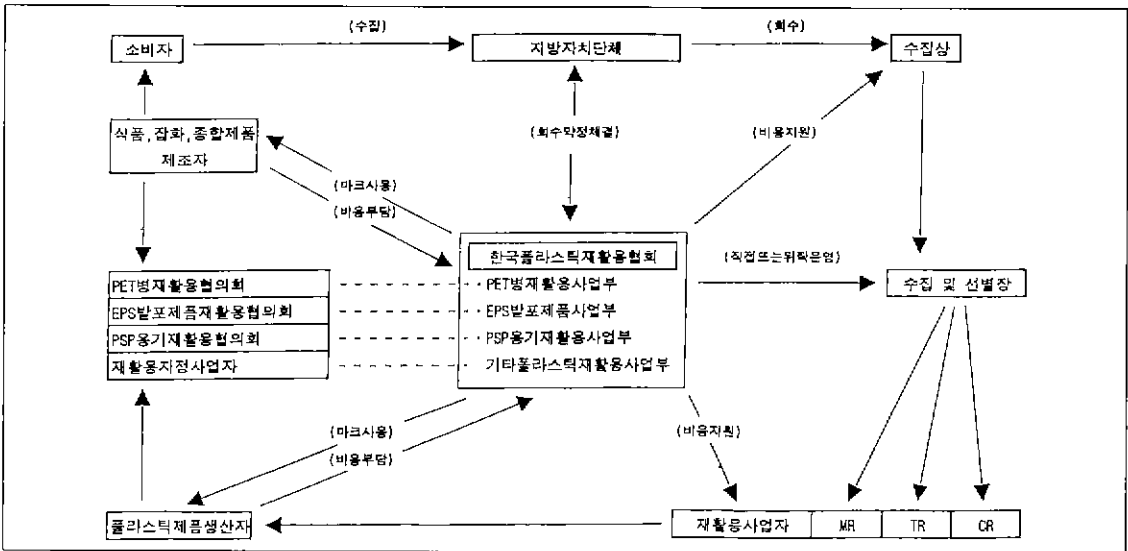 (수집)
(회수)
소비자
지방자치단체
수집상
식품,잡화,종합제품
제조자
(회수약정체결)
(비용지원)
(마크사용)
(비용부담)
한국플라스틱재활용협회
(직접또는위탁운영)
PET병재활용협의회
PET병재활용사업부
수집 및 선별장
EPS발포제품재활용협의회
EPS발포제품사업부
PSP용기재활용협의회
PSP용기재활용사업부
재활용지정사업자
기타플라스틱재활용사업부
(마크사용)
(비용부담)
(비용지원)
플라스틱제품생산자
재활용사업자
MR
TR
CR